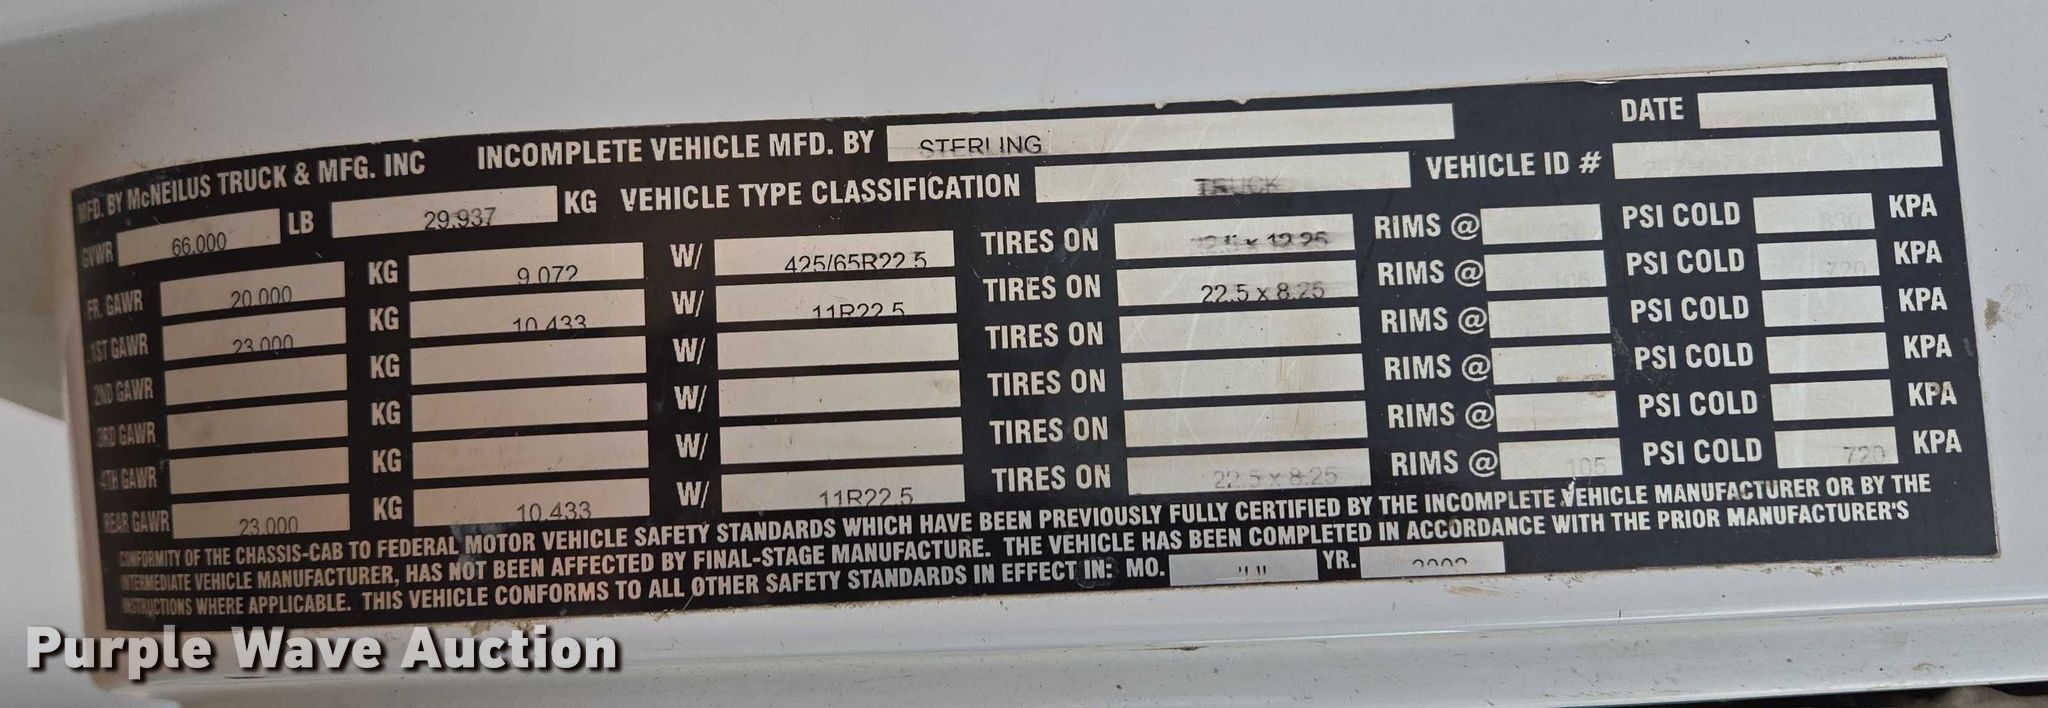 MFD. BY McNEILUS TRUCK & MFG. INC INCOMPLETE VEHICLE MFD. BY STERLING DATE
GVWR 66,000 LB 29,937 KG VEHICLE TYPE CLASSIFICATION TRUCK VEHICLE ID #
FR. GAWR 20,000 KG 9,072 W/ 425/65R22.5 TIRES ON 22.5 x 12.25 RIMS @ PSI COLD 830 KPA
1ST GAWR 23,000 KG 10,433 W/ 11R22.5 TIRES ON 22.5 x 8.25 RIMS @ 105 PSI COLD 720 KPA
2ND GAWR KG W/ TIRES ON RIMS @ PSI COLD KPA
3RD GAWR KG W/ TIRES ON RIMS @ PSI COLD KPA
4TH GAWR KG W/ TIRES ON RIMS @ PSI COLD KPA
REAR GAWR 23,000 KG 10,433 W/ 11R22.5 TIRES ON 22.5 x 8.25 RIMS @ 105 PSI COLD 720 KPA
CONFORMITY OF THE CHASSIS-CAB TO FEDERAL MOTOR VEHICLE SAFETY STANDARDS WHICH HAVE BEEN PREVIOUSLY FULLY CERTIFIED BY THE INCOMPLETE VEHICLE MANUFACTURER OR BY THE
INTERMEDIATE VEHICLE MANUFACTURER, HAS NOT BEEN AFFECTED BY FINAL-STAGE MANUFACTURE. THE VEHICLE HAS BEEN COMPLETED IN ACCORDANCE WITH THE PRIOR MANUFACTURER'S
INSTRUCTIONS WHERE APPLICABLE. THIS VEHICLE CONFORMS TO ALL OTHER SAFETY STANDARDS IN EFFECT IN: MO. YR.
Purple Wave Auction